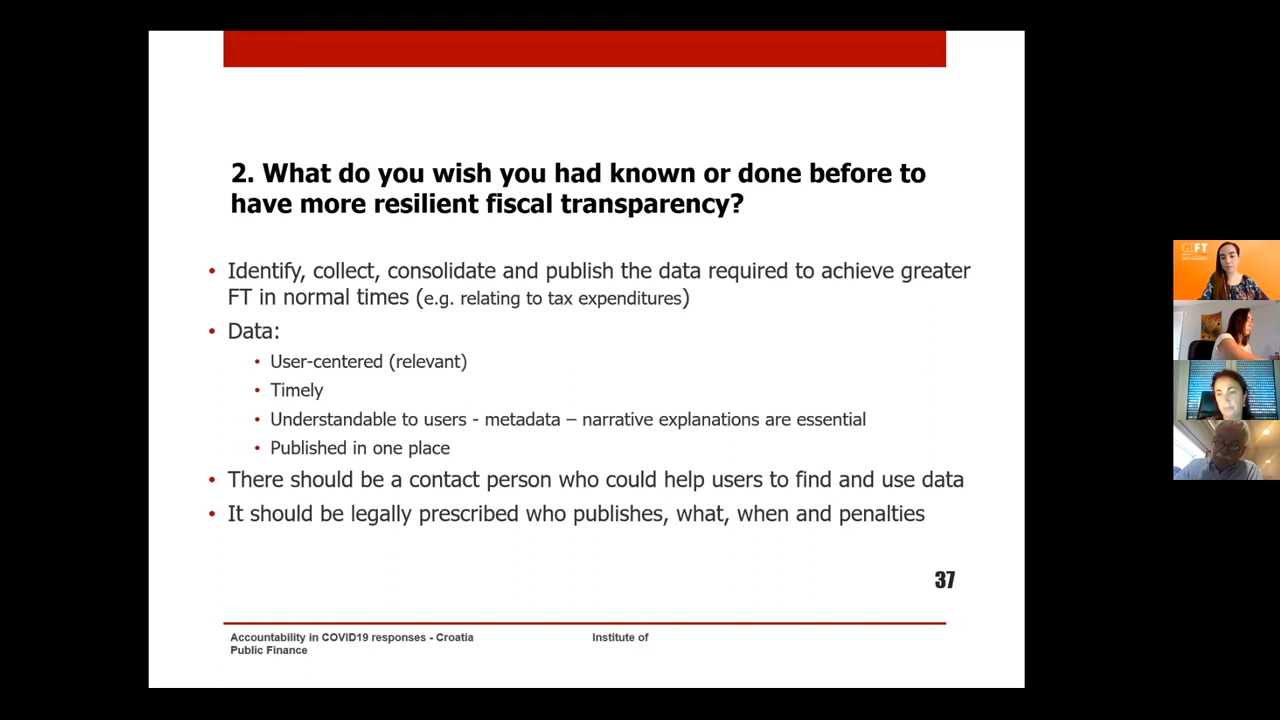 2. What do you wish you had known or done before to
have more resilient fiscal transparency?
• Identify, collect, consolidate and publish the data required to achieve greater
FT in normal times (e.g. relating to tax expenditures)
• Data:
• User-centered (relevant)
• Timely
• Understandable to users - metadata – narrative explanations are essential
• Published in one place
• There should be a contact person who could help users to find and use data
• It should be legally prescribed who publishes, what, when and penalties
37
Accountability in COVID19 responses - Croatia Institute of
Public Finance
GIFT